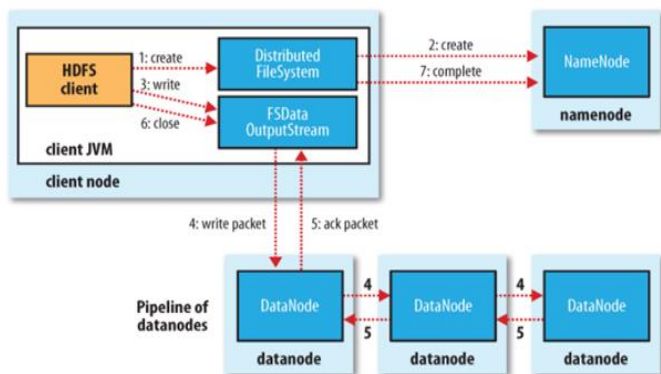 HDFS
client
1: create
3: write
6: close
Distributed
FileSystem
FSData
OutputStream
client JVM
client node
2: create
7: complete
NameNode
namenode
4: write packet
5: ack packet
Pipeline of
datanodes
DataNode
datanode
4
5
DataNode
datanode
4
5
DataNode
datanode